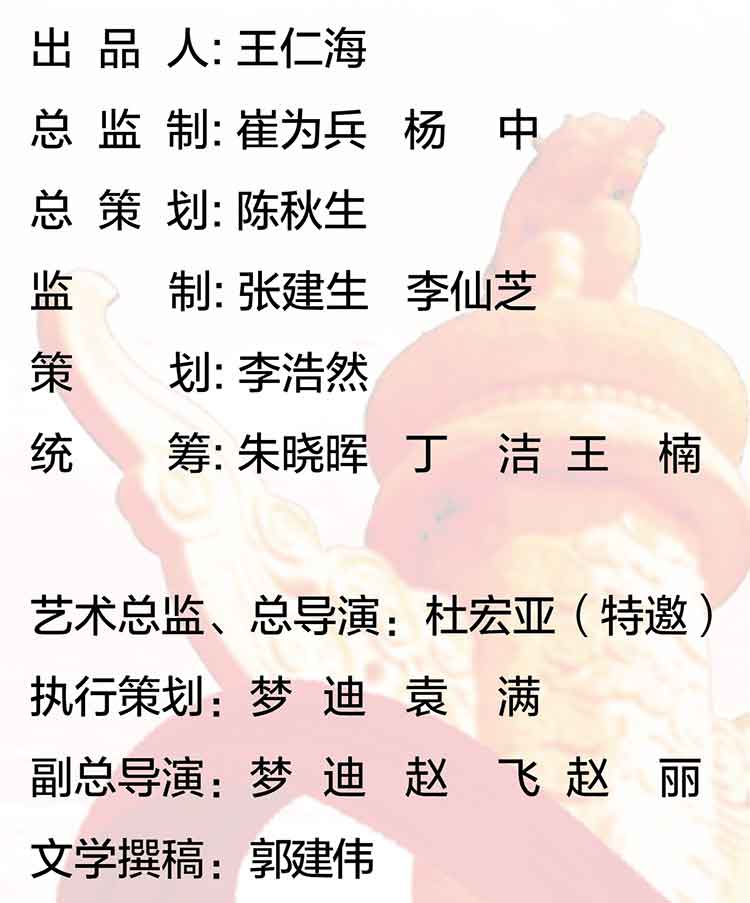 出品人:王仁海
总监制:崔为兵 杨中
总策划:陈秋生
监制:张建生 李仙芝
策划:李浩然
统筹:朱晓晖 丁洁 王楠
艺术总监、总导演：杜宏亚（特邀）
执行策划：梦迪 袁满
副总导演：梦迪 赵飞 赵丽
文学撰稿：郭建伟